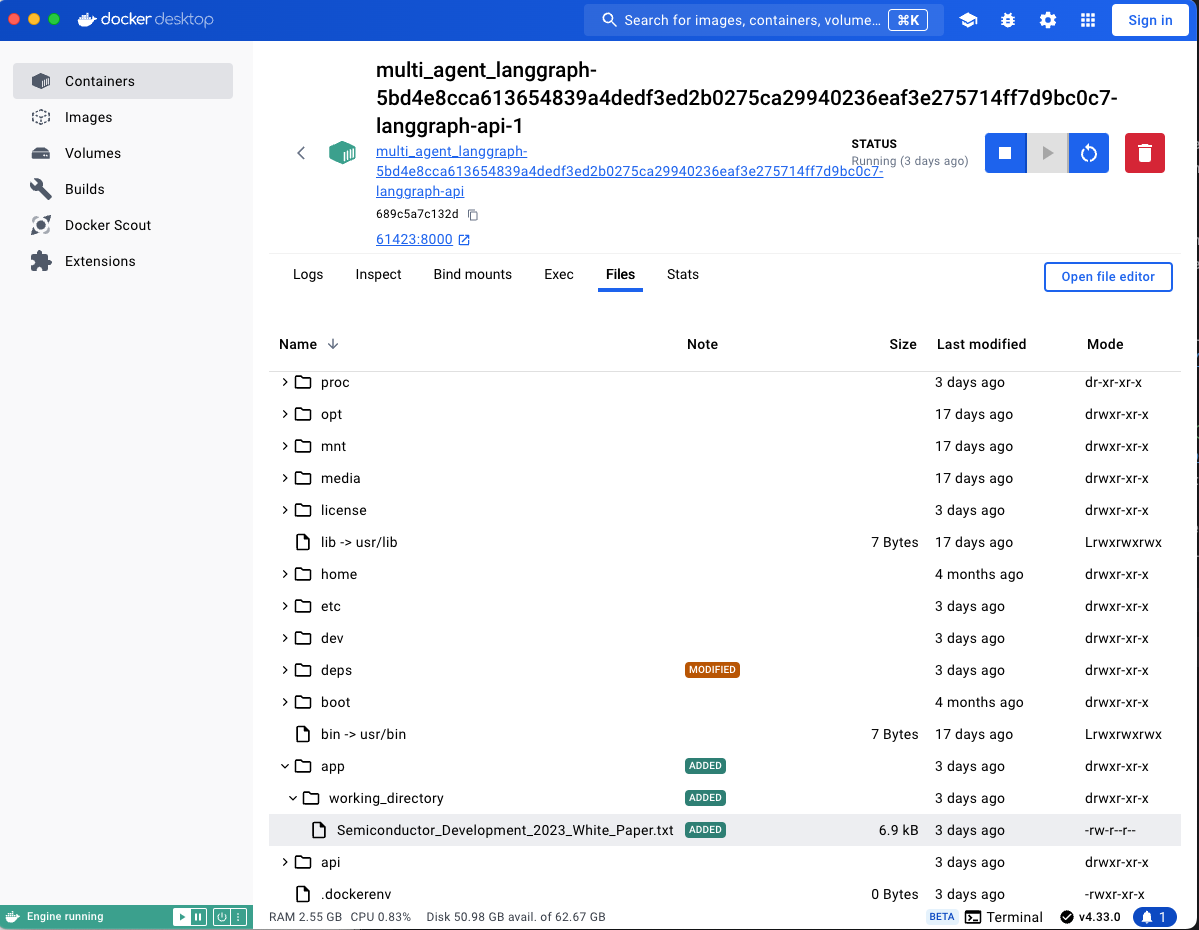 docker desktop
Search for images, containers, volume... ⌘K
Sign in
Containers
Images
Volumes
Builds
Docker Scout
Extensions
multi_agent_langgraph-
5bd4e8cca613654839a4dedf3ed2b0275ca29940236eaf3e275714ff7d9bc0c7-
langgraph-api-1
multi_agent_langgraph-
5bd4e8cca613654839a4dedf3ed2b0275ca29940236eaf3e275714ff7d9bc0c7-
langgraph-api
689c5a7c132d
61423:8000
STATUS
Running (3 days ago)
Logs Inspect Bind mounts Exec Files Stats
Open file editor
Name Note Size Last modified Mode
proc 3 days ago dr-xr-xr-x
opt 17 days ago drwxr-xr-x
mnt 17 days ago drwxr-xr-x
media 17 days ago drwxr-xr-x
license 3 days ago drwxr-xr-x
lib -> usr/lib 7 Bytes 17 days ago Lrwxrwxrwx
home 4 months ago drwxr-xr-x
etc 3 days ago drwxr-xr-x
dev 3 days ago drwxr-xr-x
deps MODIFIED 3 days ago drwxr-xr-x
boot 4 months ago drwxr-xr-x
bin -> usr/bin 7 Bytes 17 days ago Lrwxrwxrwx
app ADDED 3 days ago drwxr-xr-x
working_directory ADDED 3 days ago drwxr-xr-x
Semiconductor_Development_2023_White_Paper.txt ADDED 6.9 kB 3 days ago -rw-r--r--
api 3 days ago drwxr-xr-x
.dockerenv 0 Bytes 3 days ago -rwxr-xr-x
Engine running
RAM 2.55 GB CPU 0.83% Disk 50.98 GB avail. of 62.67 GB
BETA Terminal v4.33.0 1